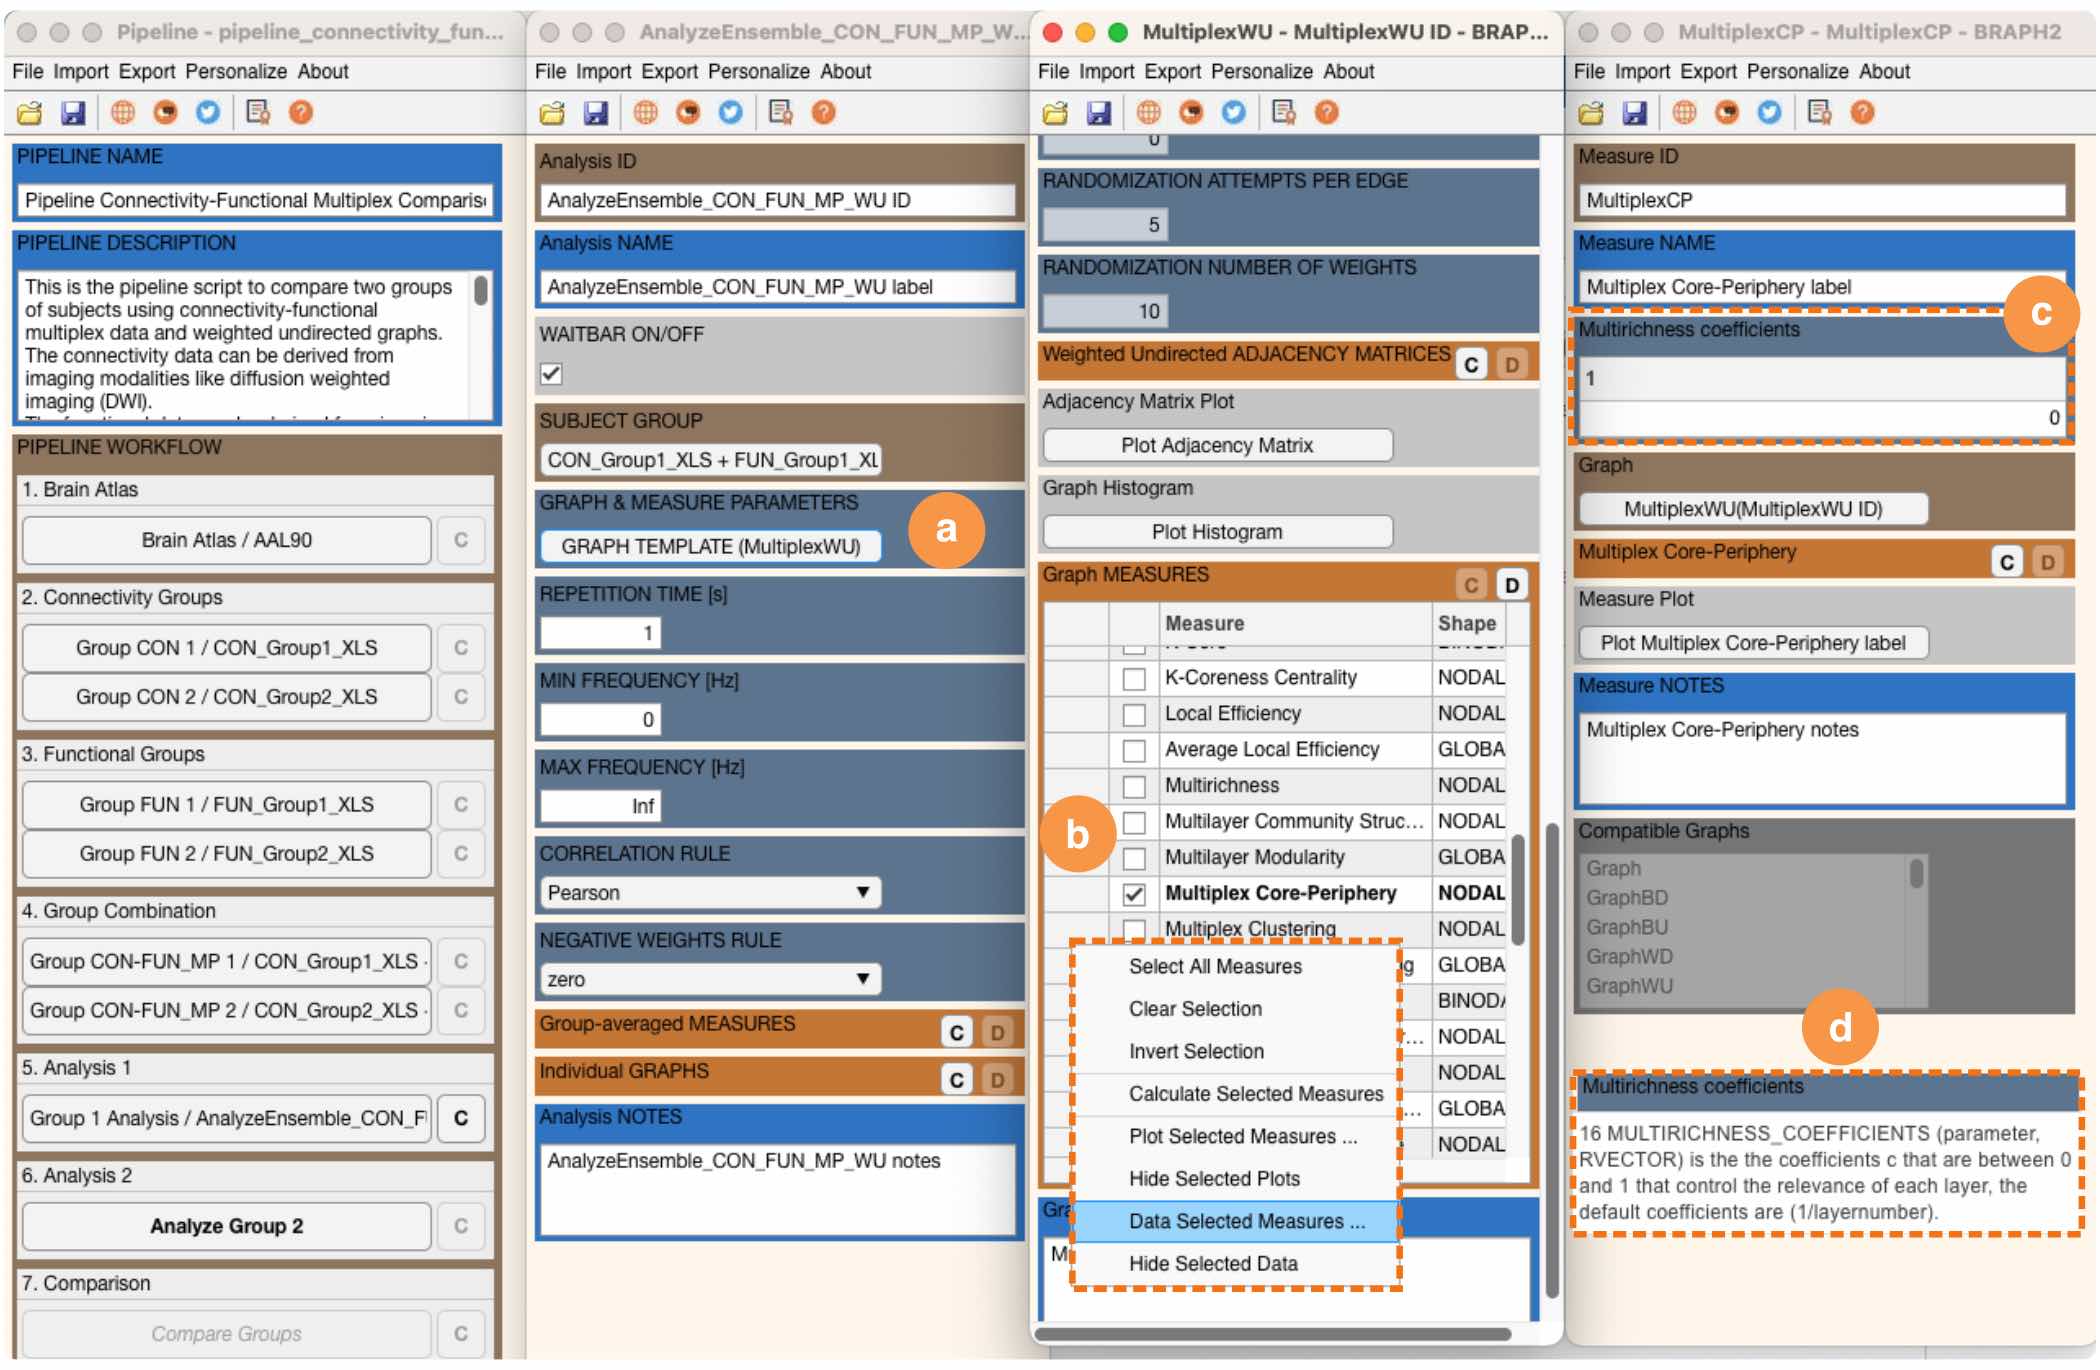 Pipeline - pipeline_connectivity_fun...
File Import Export Personalize About
PIPELINE NAME
Pipeline Connectivity-Functional Multiplex
PIPELINE DESCRIPTION
This is the pipeline script to compare two groups
of subjects using connectivity-functional
multiplex data and weighted undirected graphs.
The connectivity data can be derived from
imaging modalities like diffusion weighted
imaging (DWI).
PIPELINE WORKFLOW
1. Brain Atlas
Brain Atlas / AAL90 C
2. Connectivity Groups
Group CON 1 / CON_Group1_XLS C
Group CON 2 / CON_Group2_XLS C
3. Functional Groups
Group FUN 1 / FUN_Group1_XLS C
Group FUN 2 / FUN_Group2_XLS C
4. Group Combination
Group CON-FUN_MP 1 / CON_Group1_XLS C
Group CON-FUN_MP 2 / CON_Group2_XLS C
5. Analysis 1
Group 1 Analysis / AnalyzeEnsemble_CON_F C
6. Analysis 2
Analyze Group 2 C
7. Comparison
Compare Groups C
AnalyzeEnsemble_CON_FUN_MP_W...
File Import Export Personalize About
Analysis ID
AnalyzeEnsemble_CON_FUN_MP_WU ID
Analysis NAME
AnalyzeEnsemble_CON_FUN_MP_WU label
WAITBAR ON/OFF
SUBJECT GROUP
CON_Group1_XLS + FUN_Group1_XL
GRAPH & MEASURE PARAMETERS
GRAPH TEMPLATE (MultiplexWU)
a
REPETITION TIME [s]
1
MIN FREQUENCY [Hz]
0
MAX FREQUENCY [Hz]
Inf
CORRELATION RULE
Pearson
NEGATIVE WEIGHTS RULE
zero
Group-averaged MEASURES C D
Individual GRAPHS C D
Analysis NOTES
AnalyzeEnsemble_CON_FUN_MP_WU notes
MultiplexWU - MultiplexWU ID - BRAP...
File Import Export Personalize About
0
RANDOMIZATION ATTEMPTS PER EDGE
5
RANDOMIZATION NUMBER OF WEIGHTS
10
Weighted Undirected ADJACENCY MATRICES C D
Adjacency Matrix Plot
Plot Adjacency Matrix
Graph Histogram
Plot Histogram
Graph MEASURES C D
Measure Shape
K-Coreness Centrality NODAL
Local Efficiency NODAL
Average Local Efficiency GLOBA
Multirichness NODAL
Multilayer Community Struc... NODAL
b
Multilayer Modularity GLOBA
Multiplex Core-Periphery NODAL
Multiplex Clustering NODAL
g GLOBA
BINODA
... NODAL
NODAL
... GLOBA
NODAL
Select All Measures
Clear Selection
Invert Selection
Calculate Selected Measures
Plot Selected Measures ...
Hide Selected Plots
Data Selected Measures ...
Hide Selected Data
Gra
M
MultiplexCP - MultiplexCP - BRAPH2
File Import Export Personalize About
Measure ID
MultiplexCP
Measure NAME
Multiplex Core-Periphery label
c
Multirichness coefficients
1
0
Graph
MultiplexWU(MultiplexWU ID)
Multiplex Core-Periphery C D
Measure Plot
Plot Multiplex Core-Periphery label
Measure NOTES
Multiplex Core-Periphery notes
Compatible Graphs
Graph
GraphBD
GraphBU
GraphWD
GraphWU
d
Multirichness coefficients
16 MULTIRICHNESS_COEFFICIENTS (parameter,
RVECTOR) is the the coefficients c that are between 0
and 1 that control the relevance of each layer, the
default coefficients are (1/layernumber).